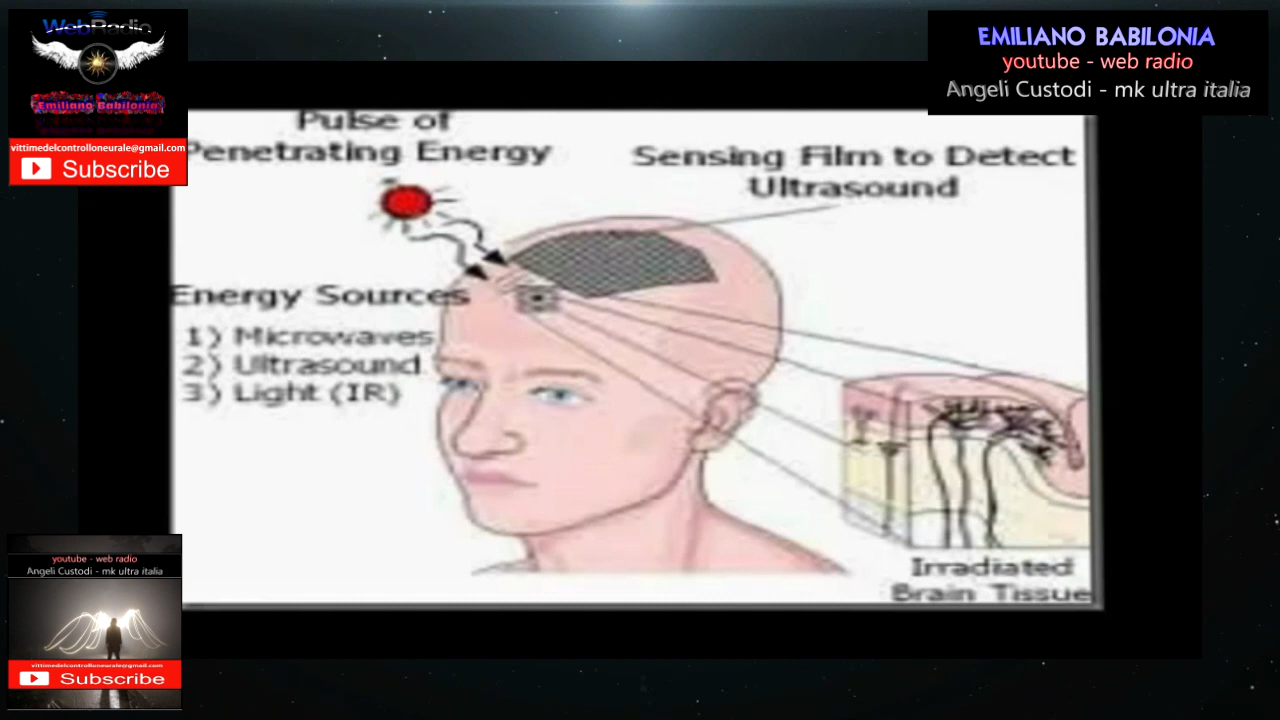 WebRadio
Emiliano Babilonia
vittimedelcontrolloneurale@gmail.com
Subscribe
EMILIANO BABILONIA
youtube - web radio
Angeli Custodi - mk ultra italia
Pulse of
Penetrating Energy
Sensing Film to Detect
Ultrasound
Energy Sources
1) Microwaves
2) Ultrasound
3) Light (IR)
Irradiated
Brain Tissue
youtube - web radio
Angeli Custodi - mk ultra italia
vittimedelcontrolloneurale@gmail.com
Subscribe